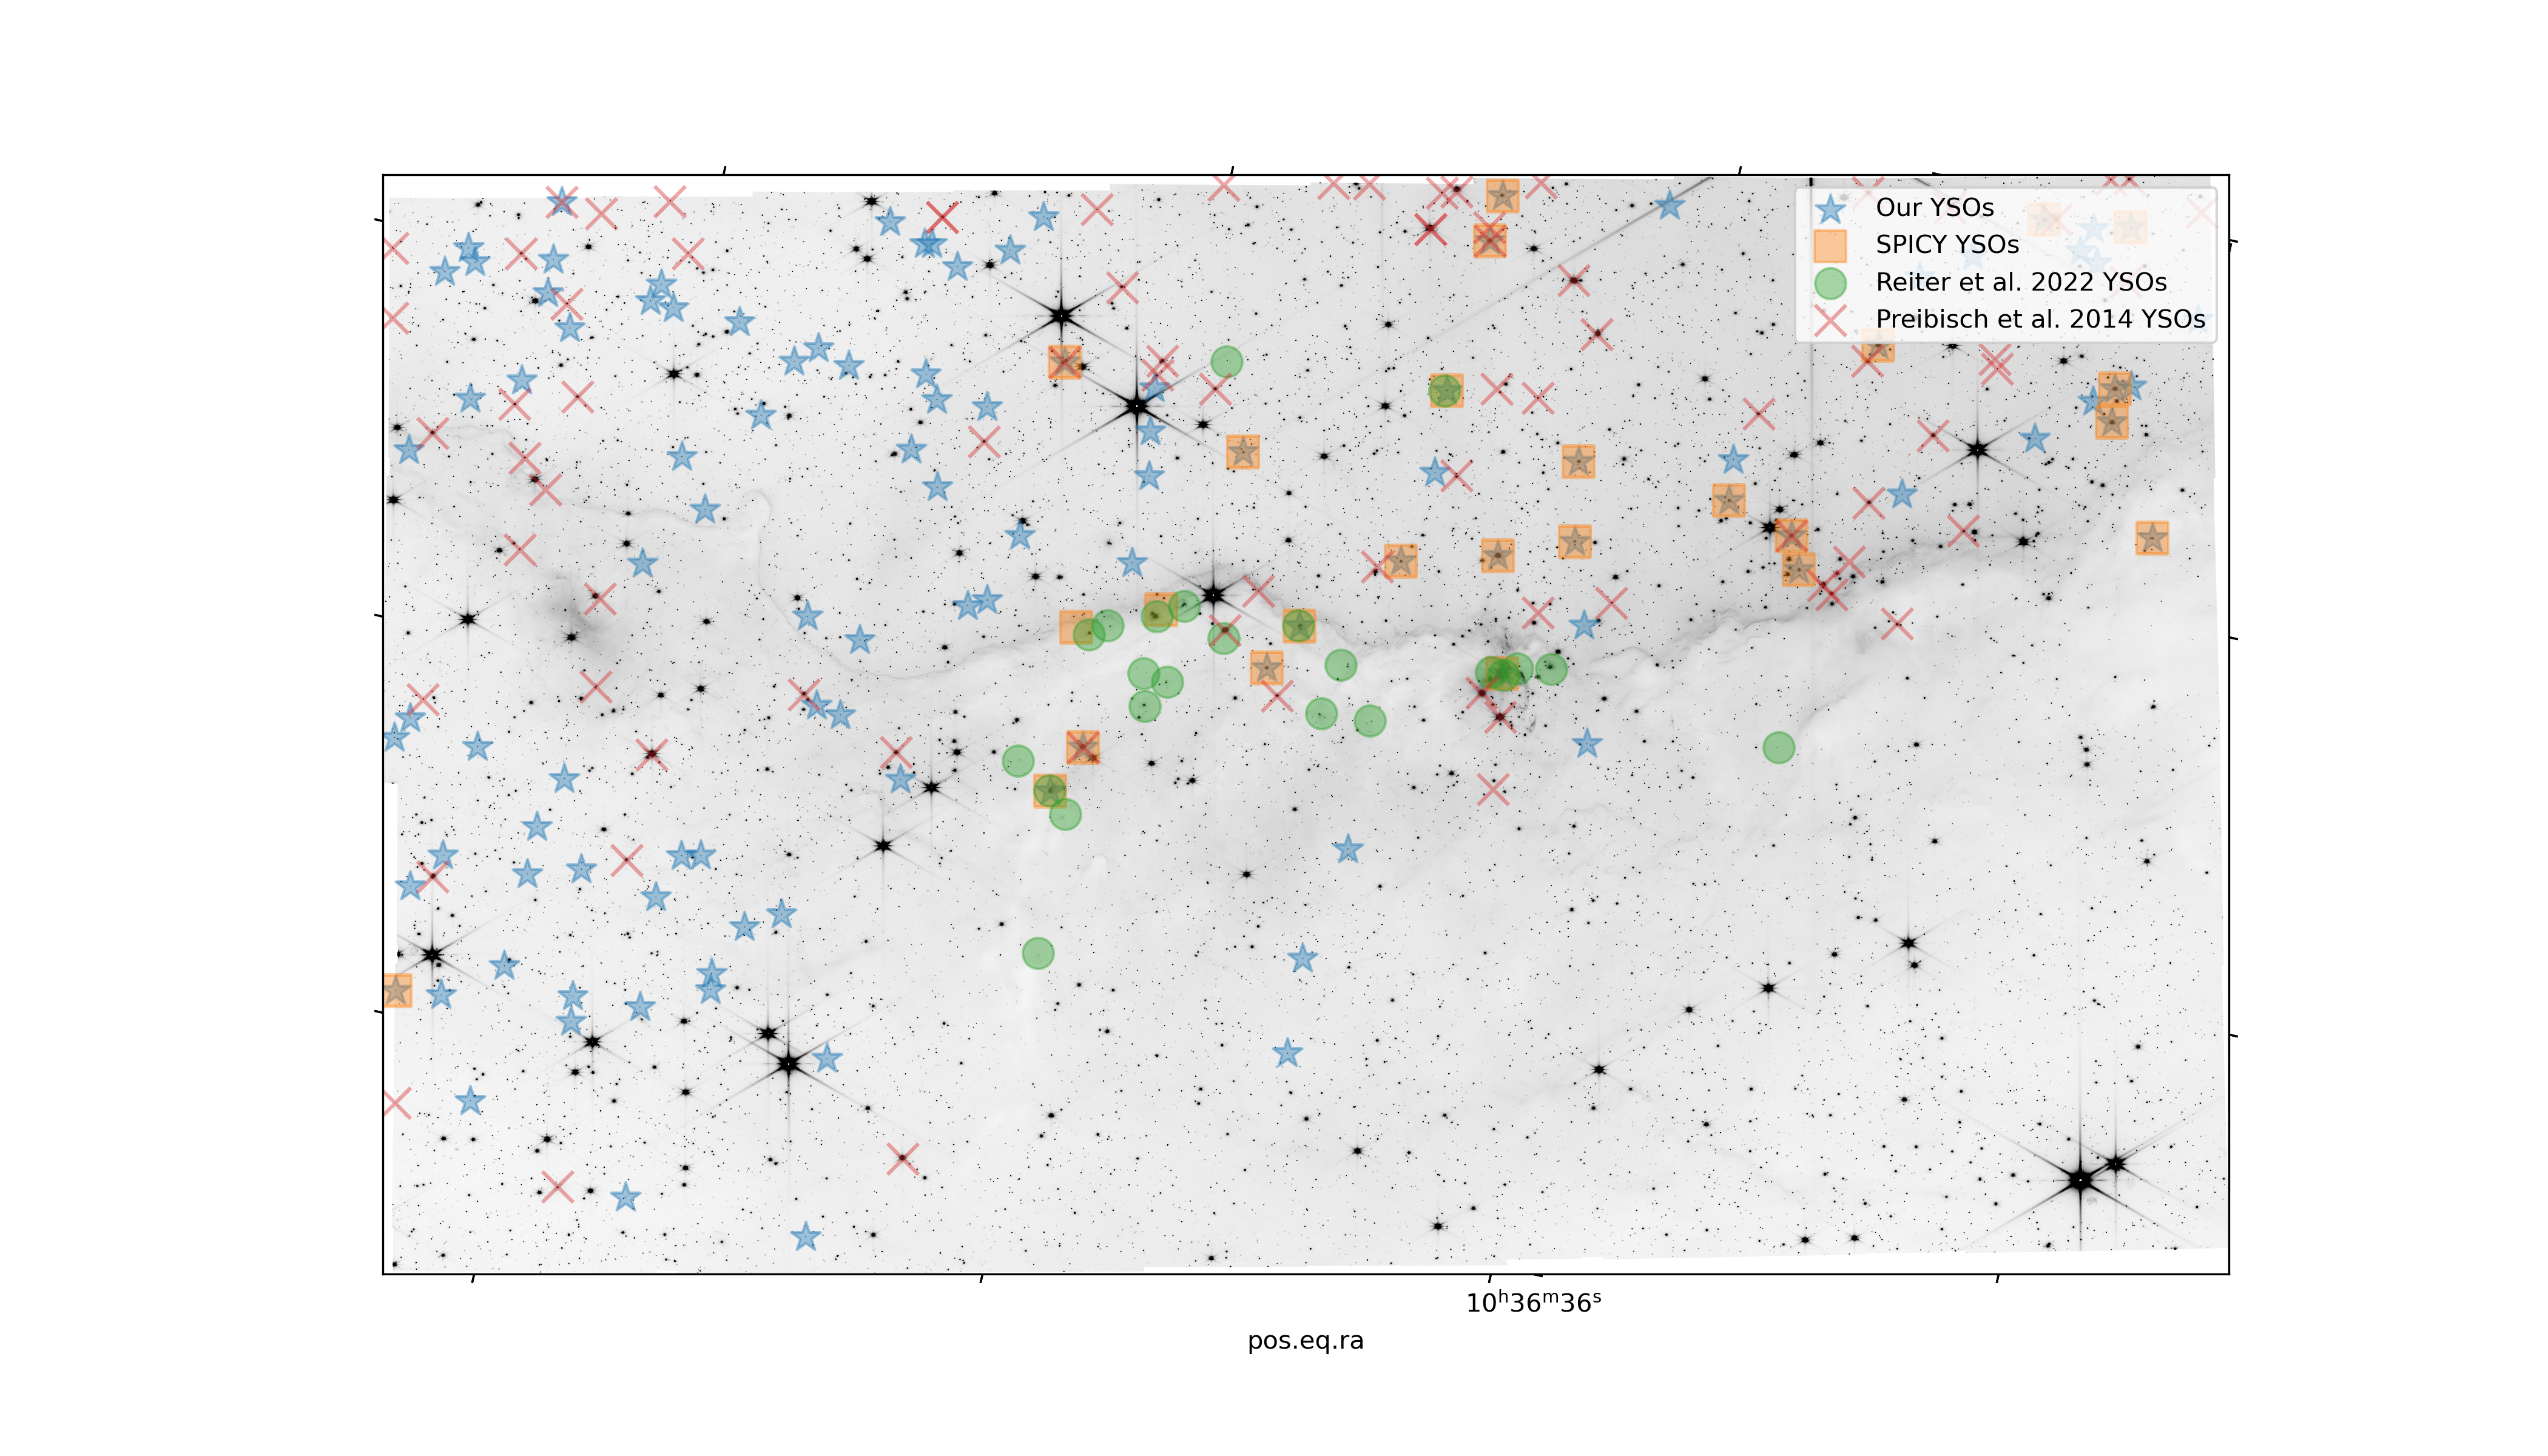 Our YSOs
SPICY YSOs
Reiter et al. 2022 YSOs
Preibisch et al. 2014 YSOs
10ʰ36ᵐ36ˢ
pos.eq.ra